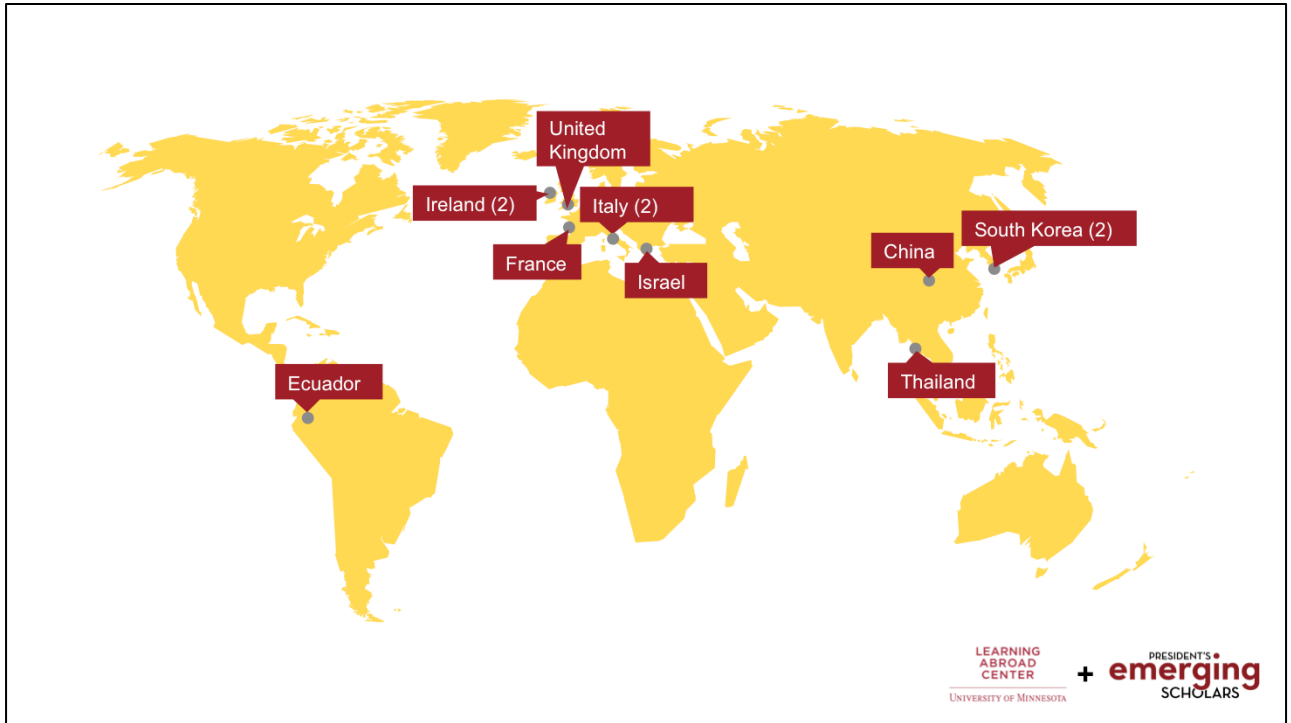 United
Kingdom
Ireland (2)
Italy (2)
France
Israel
South Korea (2)
China
Thailand
Ecuador
LEARNING
ABROAD
CENTER
UNIVERSITY OF MINNESOTA
+
PRESIDENT'S
emerging
SCHOLARS